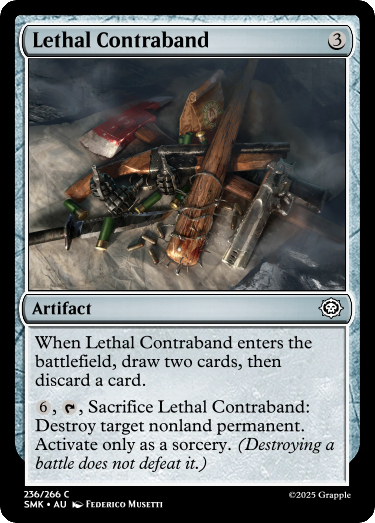 Lethal Contraband 3
Artifact
When Lethal Contraband enters the
battlefield, draw two cards, then
discard a card.
6, , Sacrifice Lethal Contraband:
Destroy target nonland permanent.
Activate only as a sorcery. (Destroying a
battle does not defeat it.)
236/266 C
SMK • AU Federico Musetti
©2025 Grapple